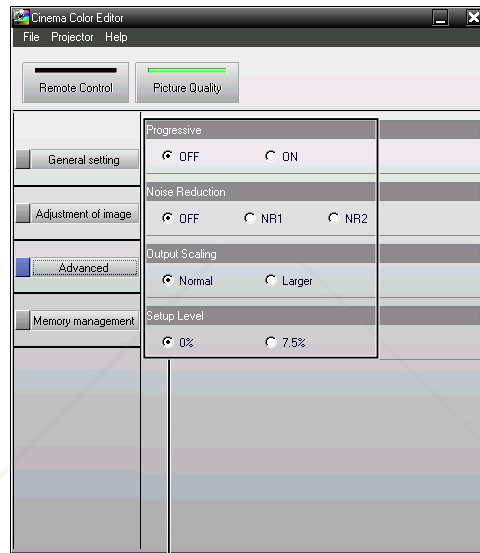 Cinema Color Editor
File Projector Help
Remote Control Picture Quality
Progressive
General setting OFF ON
Noise Reduction
Adjustment of image OFF NR1 NR2
Output Scaling
Advanced Normal Larger
Setup Level
Memory management 0% 7.5%